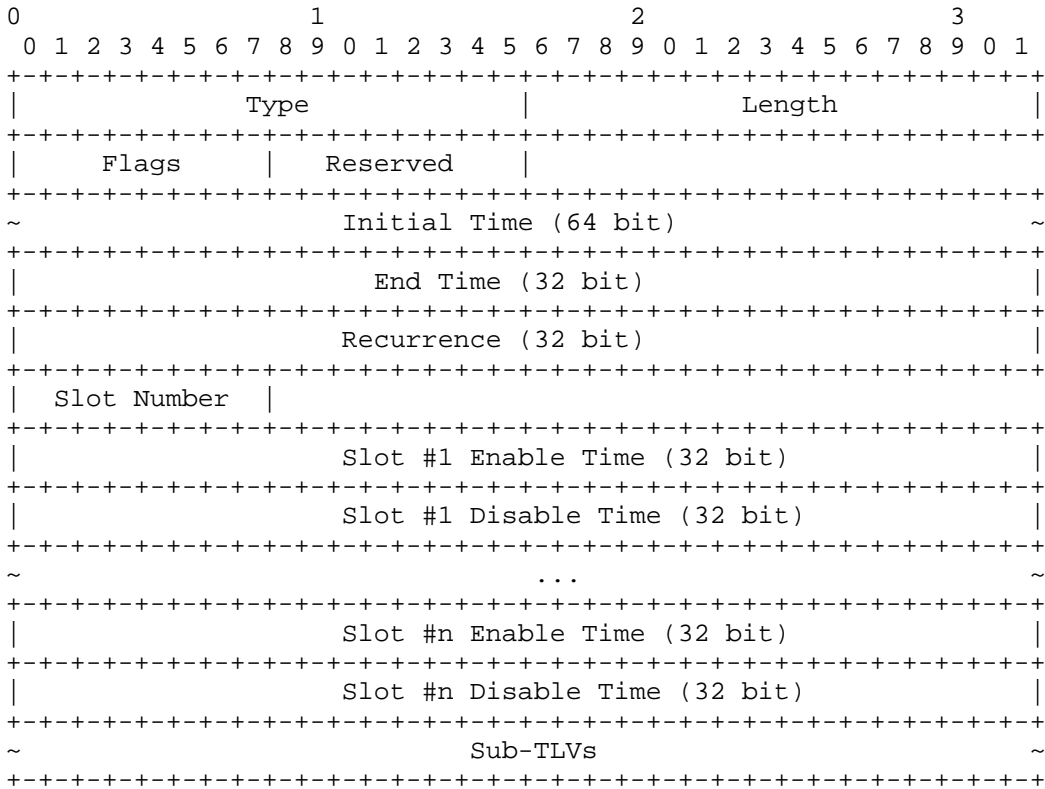 0                   1                   2                   3
 0 1 2 3 4 5 6 7 8 9 0 1 2 3 4 5 6 7 8 9 0 1 2 3 4 5 6 7 8 9 0 1
+-+-+-+-+-+-+-+-+-+-+-+-+-+-+-+-+-+-+-+-+-+-+-+-+-+-+-+-+-+-+-+-+
|              Type             |             Length            |
+-+-+-+-+-+-+-+-+-+-+-+-+-+-+-+-+-+-+-+-+-+-+-+-+-+-+-+-+-+-+-+-+
|     Flags     |   Reserved    |
+-+-+-+-+-+-+-+-+-+-+-+-+-+-+-+-+-+-+-+-+-+-+-+-+-+-+-+-+-+-+-+-+
~                    Initial Time (64 bit)                      ~
+-+-+-+-+-+-+-+-+-+-+-+-+-+-+-+-+-+-+-+-+-+-+-+-+-+-+-+-+-+-+-+-+
|                      End Time (32 bit)                        |
+-+-+-+-+-+-+-+-+-+-+-+-+-+-+-+-+-+-+-+-+-+-+-+-+-+-+-+-+-+-+-+-+
|                    Recurrence (32 bit)                        |
+-+-+-+-+-+-+-+-+-+-+-+-+-+-+-+-+-+-+-+-+-+-+-+-+-+-+-+-+-+-+-+-+
|  Slot Number  |
+-+-+-+-+-+-+-+-+-+-+-+-+-+-+-+-+-+-+-+-+-+-+-+-+-+-+-+-+-+-+-+-+
|                    Slot #1 Enable Time (32 bit)               |
+-+-+-+-+-+-+-+-+-+-+-+-+-+-+-+-+-+-+-+-+-+-+-+-+-+-+-+-+-+-+-+-+
|                    Slot #1 Disable Time (32 bit)              |
+-+-+-+-+-+-+-+-+-+-+-+-+-+-+-+-+-+-+-+-+-+-+-+-+-+-+-+-+-+-+-+-+
~                                ...                            ~
+-+-+-+-+-+-+-+-+-+-+-+-+-+-+-+-+-+-+-+-+-+-+-+-+-+-+-+-+-+-+-+-+
|                    Slot #n Enable Time (32 bit)               |
+-+-+-+-+-+-+-+-+-+-+-+-+-+-+-+-+-+-+-+-+-+-+-+-+-+-+-+-+-+-+-+-+
|                    Slot #n Disable Time (32 bit)              |
+-+-+-+-+-+-+-+-+-+-+-+-+-+-+-+-+-+-+-+-+-+-+-+-+-+-+-+-+-+-+-+-+
~                            Sub-TLVs                           ~
+-+-+-+-+-+-+-+-+-+-+-+-+-+-+-+-+-+-+-+-+-+-+-+-+-+-+-+-+-+-+-+-+